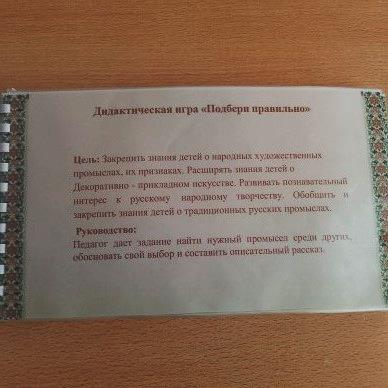 Дидактическая игра «Подбери правильно»
Цель: Закрепить знания детей о народных художественных
промыслах, их признаках. Расширять знания детей о
Декоративно - прикладном искусстве. Развивать познавательный
интерес к русскому народному творчеству. Обобщить и
закрепить знания детей о традиционных русских промыслах.
Руководство:
Педагог дает задание найти нужный промысел среди других,
обосновать свой выбор и составить описательный рассказ.